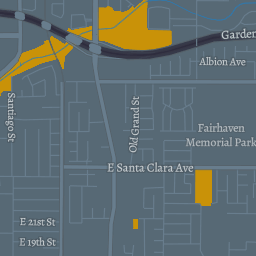 Garden
Albion Ave
Santiago St
Old Grand St
Fairhaven
Memorial Park
E Santa Clara Ave
E 21st St
E 19th St